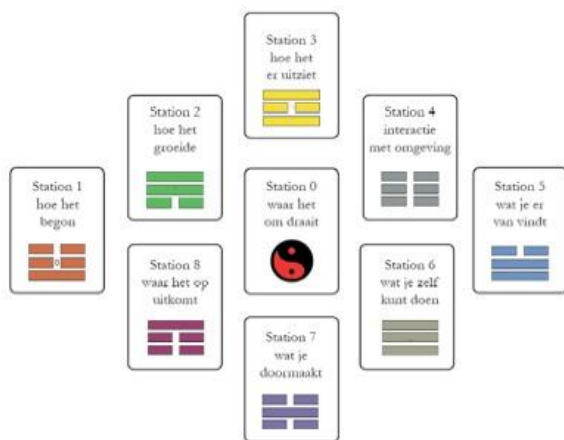 Station 3
hoe het
er uitziet
Station 2
hoe het
groeide
Station 4
interactie
met omgeving
Station 1
hoe het
begon
Station 0
waar het
om draait
Station 5
wat je er
van vindt
Station 8
waar het op
uitkomt
Station 6
wat je zelf
kunt doen
Station 7
wat je
doormaakt